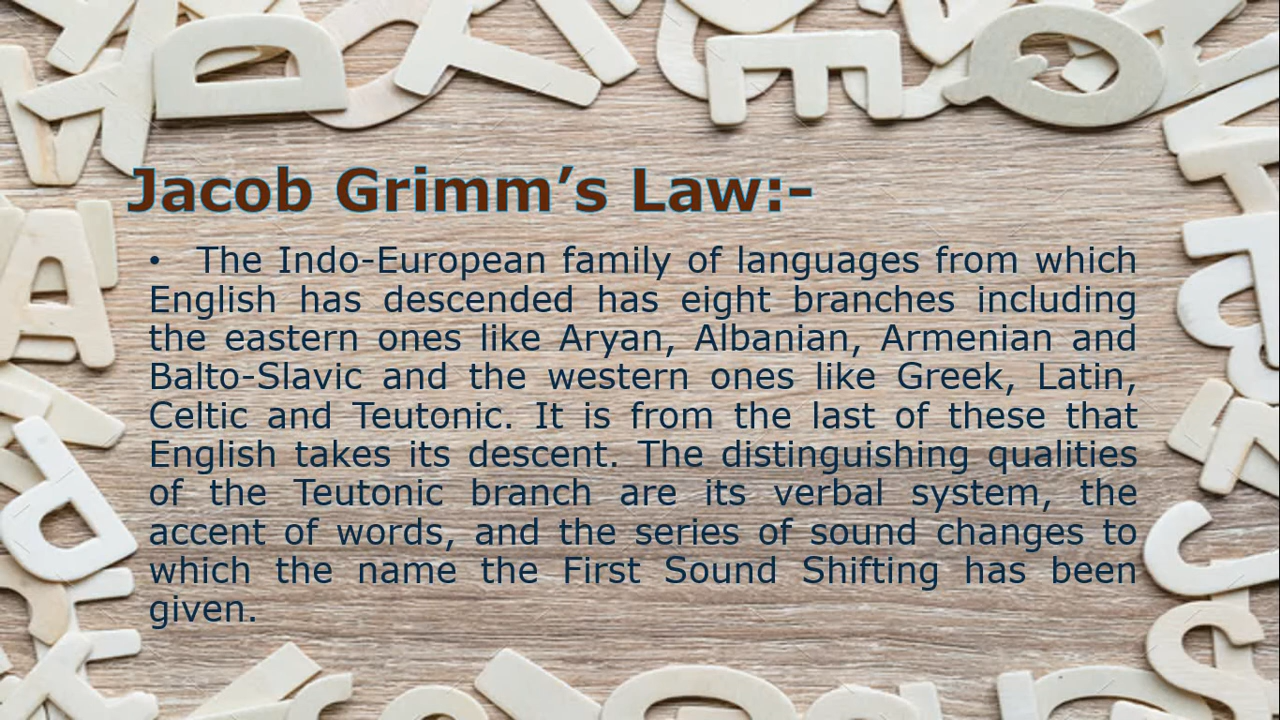 Jacob Grimm’s Law:-
• The Indo-European family of languages from which
English has descended has eight branches including
the eastern ones like Aryan, Albanian, Armenian and
Balto-Slavic and the western ones like Greek, Latin,
Celtic and Teutonic. It is from the last of these that
English takes its descent. The distinguishing qualities
of the Teutonic branch are its verbal system, the
accent of words, and the series of sound changes to
which the name the First Sound Shifting has been
given.